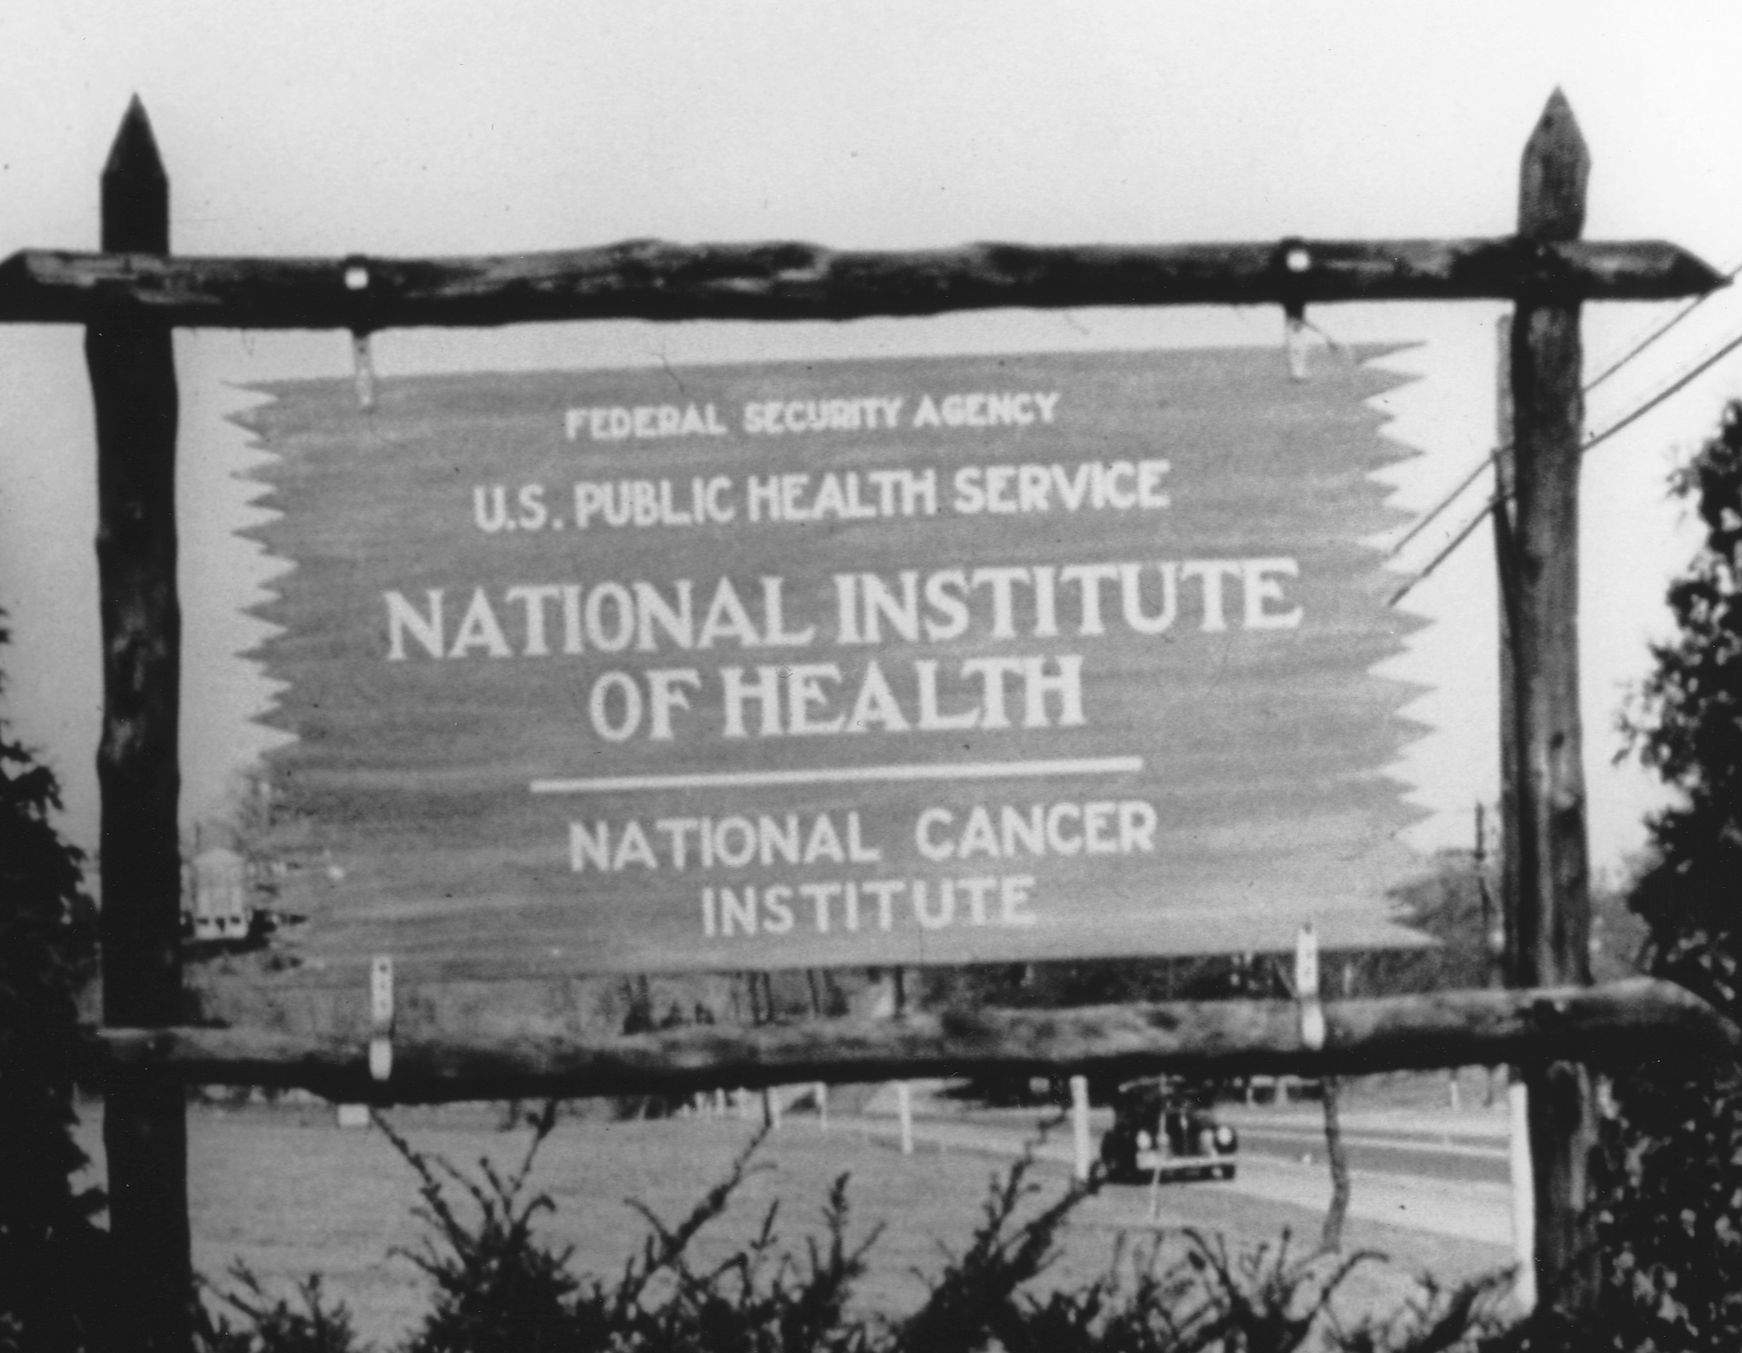 FEDERAL SECURITY AGENCY
U.S. PUBLIC HEALTH SERVICE
NATIONAL INSTITUTE
OF HEALTH
NATIONAL CANCER
INSTITUTE